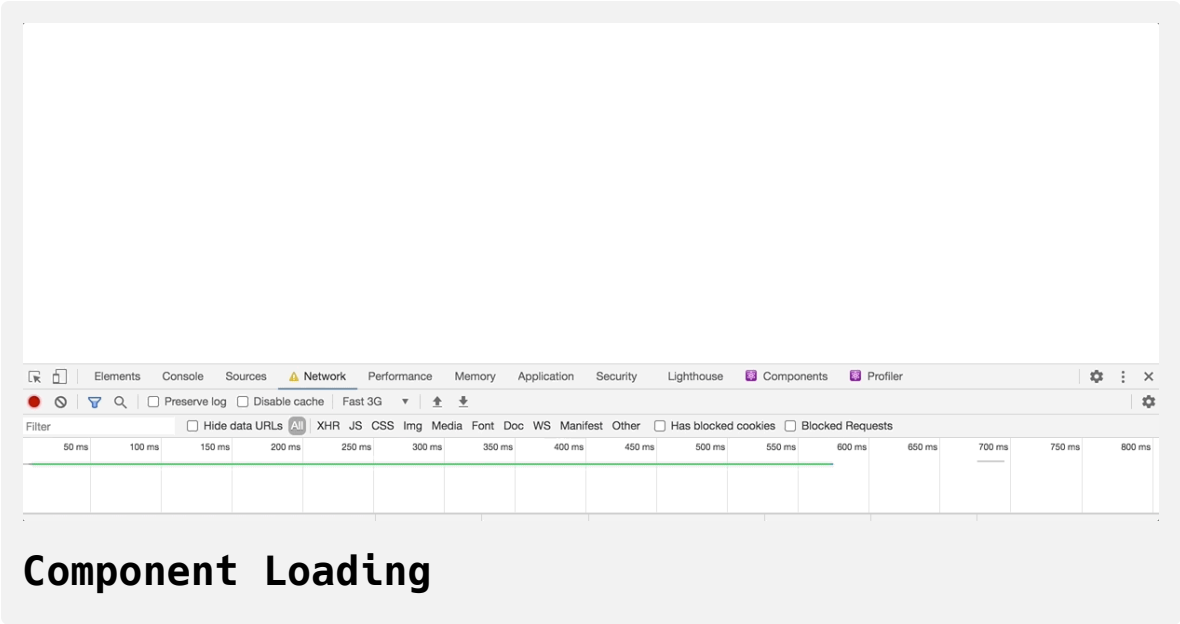 Elements Console Sources Network Performance Memory Application Security Lighthouse Components Profiler
Preserve log Disable cache Fast 3G
Filter Hide data URLs All XHR JS CSS Img Media Font Doc WS Manifest Other Has blocked cookies Blocked Requests
50 ms 100 ms 150 ms 200 ms 250 ms 300 ms 350 ms 400 ms 450 ms 500 ms 550 ms 600 ms 650 ms 700 ms 750 ms 800 ms
Component Loading